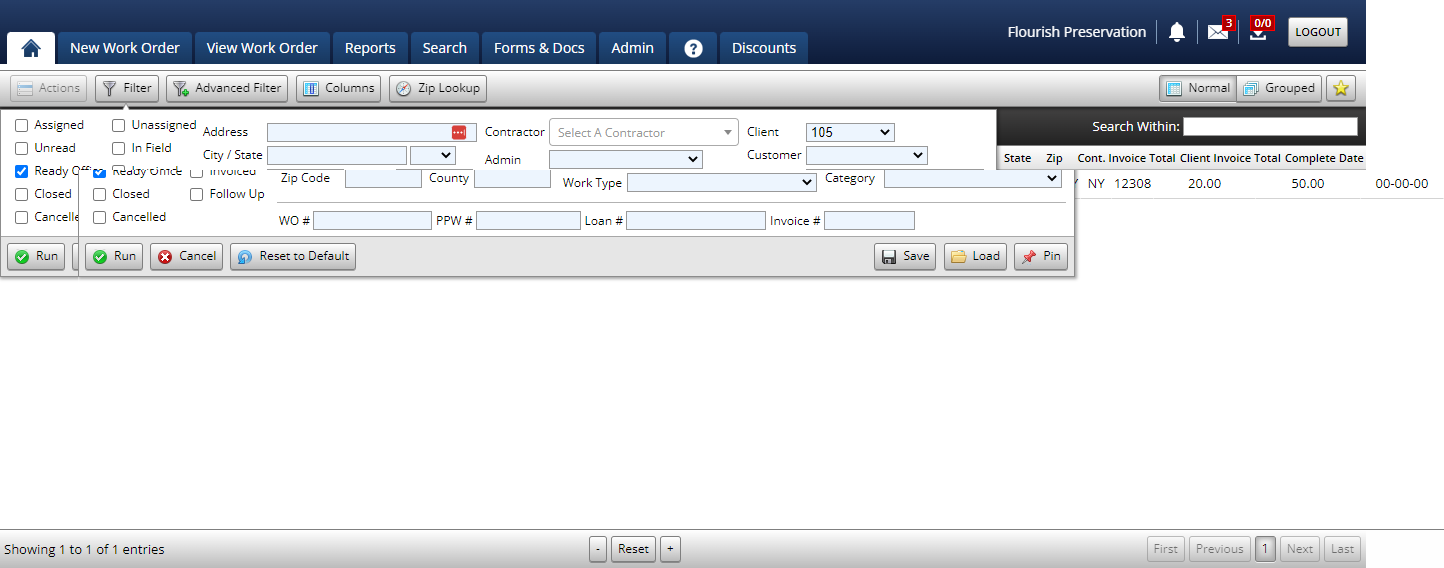 Flourish Preservation 3 0/0 LOGOUT
New Work Order View Work Order Reports Search Forms & Docs Admin ? Discounts
Actions Filter Advanced Filter Columns Zip Lookup Normal Grouped
Assigned Unassigned Address Contractor Select A Contractor Client 105 Search Within:
Unread In Field City / State Admin Customer State Zip Cont. Invoice Total Client Invoice Total Complete Date
Ready Office Ready Office Invoiced Zip Code County Work Type Category NY 12308 20.00 50.00 00-00-00
Closed Closed Follow Up
Cancelle Cancelled WO # PPW # Loan # Invoice #
Run Run Cancel Reset to Default Save Load Pin
Showing 1 to 1 of 1 entries - Reset + First Previous 1 Next Last